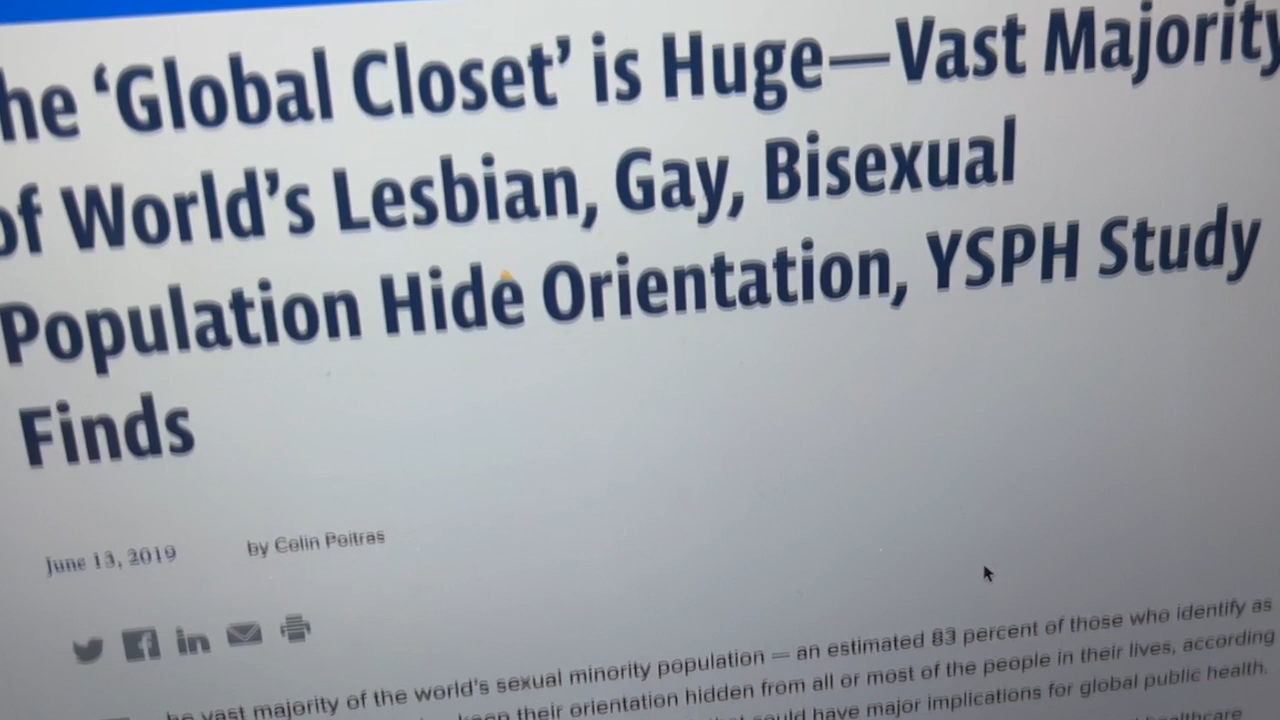 he ‘Global Closet’ is Huge—Vast Majority
of World’s Lesbian, Gay, Bisexual
Population Hide Orientation, YSPH Study
Finds
June 13, 2019 by Colin Poitras
he vast majority of the world’s sexual minority population — an estimated 83 percent of those who identify as
keep their orientation hidden from all or most of the people in their lives, according
that could have major implications for global public health.
healthcare